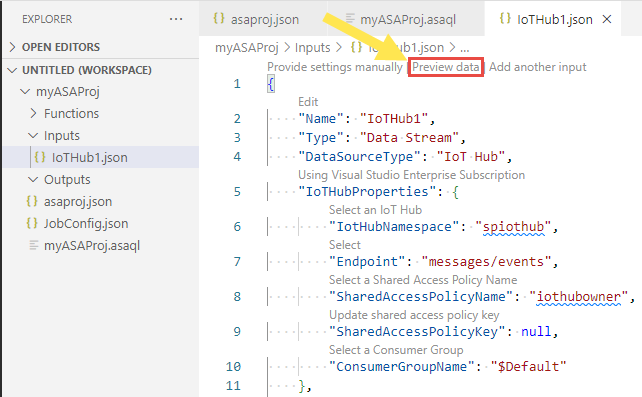 EXPLORER ...
OPEN EDITORS
UNTITLED (WORKSPACE)
myASAProj
Functions
Inputs
{} IoTHub1.json
Outputs
{} asaproj.json
{} JobConfig.json
myASAProj.asaql
{} asaproj.json
myASAProj.asaql
{} IoTHub1.json ×
myASAProj > Inputs > {} IoTHub1.json > ...
Provide settings manually | Preview data | Add another input
1 {
Edit
2 "Name": "IoTHub1",
3 "Type": "Data Stream",
4 "DataSourceType": "IoT Hub",
Using Visual Studio Enterprise Subscription
5 "IoTHubProperties": {
Select an IoT Hub
6 "IotHubNamespace": "spiothub",
Select
7 "Endpoint": "messages/events",
Select a Shared Access Policy Name
8 "SharedAccessPolicyName": "iothubowner",
Update shared access policy key
9 "SharedAccessPolicyKey": null,
Select a Consumer Group
10 "ConsumerGroupName": "$Default"
11 },